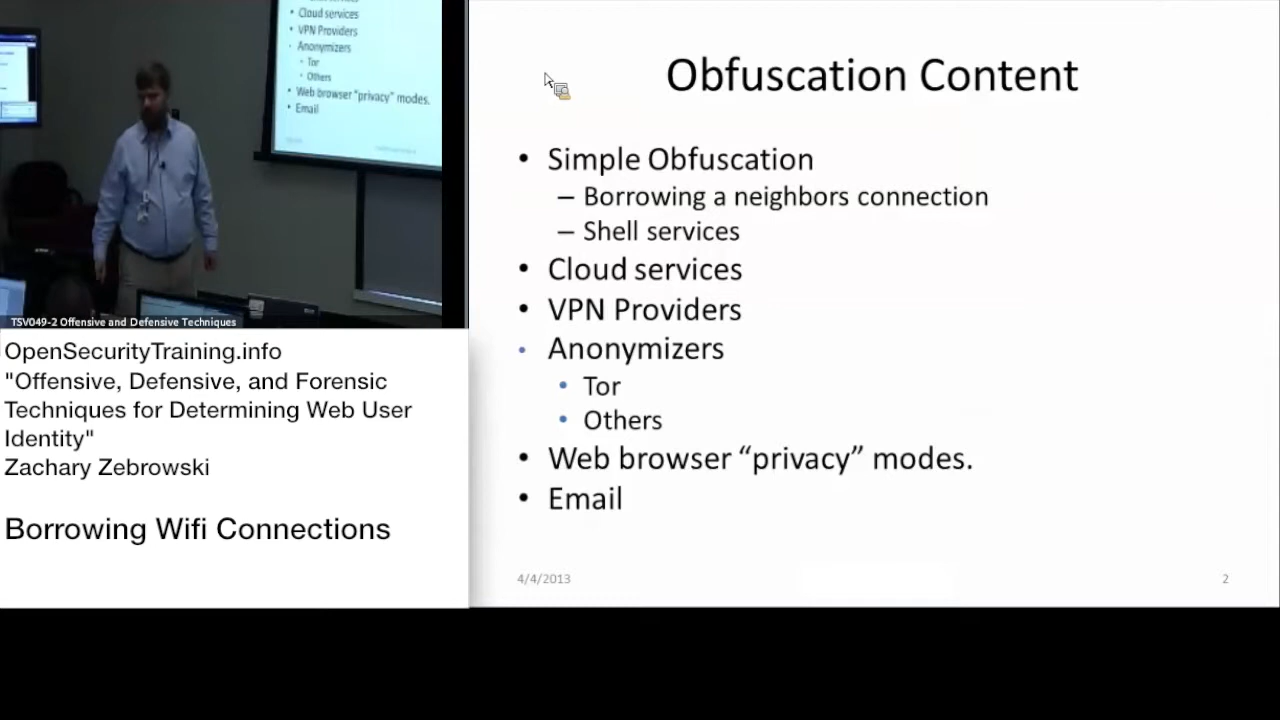 Cloud services
VPN Providers
Anonymizers
Tor
Others
Web browser "privacy" modes.
Email
TSV049-2 Offensive and Defensive Techniques
OpenSecurityTraining.info
"Offensive, Defensive, and Forensic
Techniques for Determining Web User
Identity"
Zachary Zebrowski
Borrowing Wifi Connections
Obfuscation Content
• Simple Obfuscation
– Borrowing a neighbors connection
– Shell services
• Cloud services
• VPN Providers
• Anonymizers
• Tor
• Others
• Web browser “privacy” modes.
• Email
4/4/2013
2